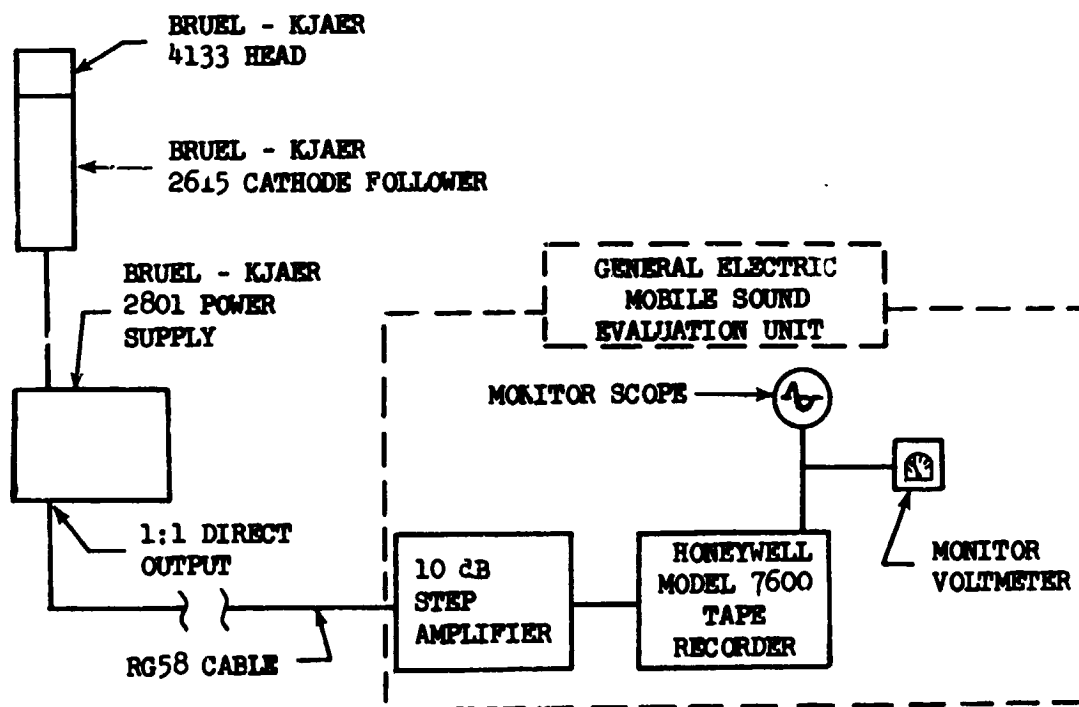 BRUEL - KJAER
4133 HEAD
BRUEL - KJAER
2615 CATHODE FOLLOWER
BRUEL - KJAER
2801 POWER
SUPPLY
GENERAL ELECTRIC
MOBILE SOUND
EVALUATION UNIT
MONITOR SCOPE
1:1 DIRECT
OUTPUT
10 dB
STEP
AMPLIFIER
HONEYWELL
MODEL 7600
TAPE
RECORDER
MONITOR
VOLTMETER
RG58 CABLE